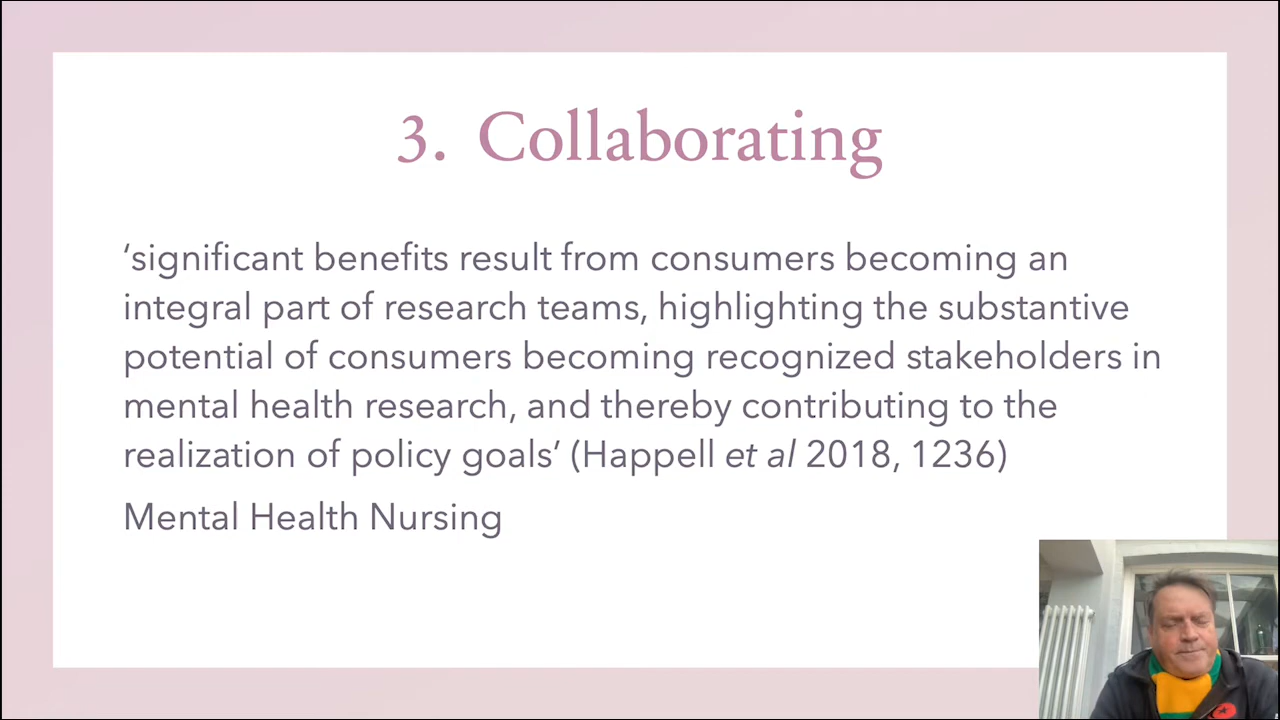 3. Collaborating
‘significant benefits result from consumers becoming an
integral part of research teams, highlighting the substantive
potential of consumers becoming recognized stakeholders in
mental health research, and thereby contributing to the
realization of policy goals’ (Happell et al 2018, 1236)
Mental Health Nursing